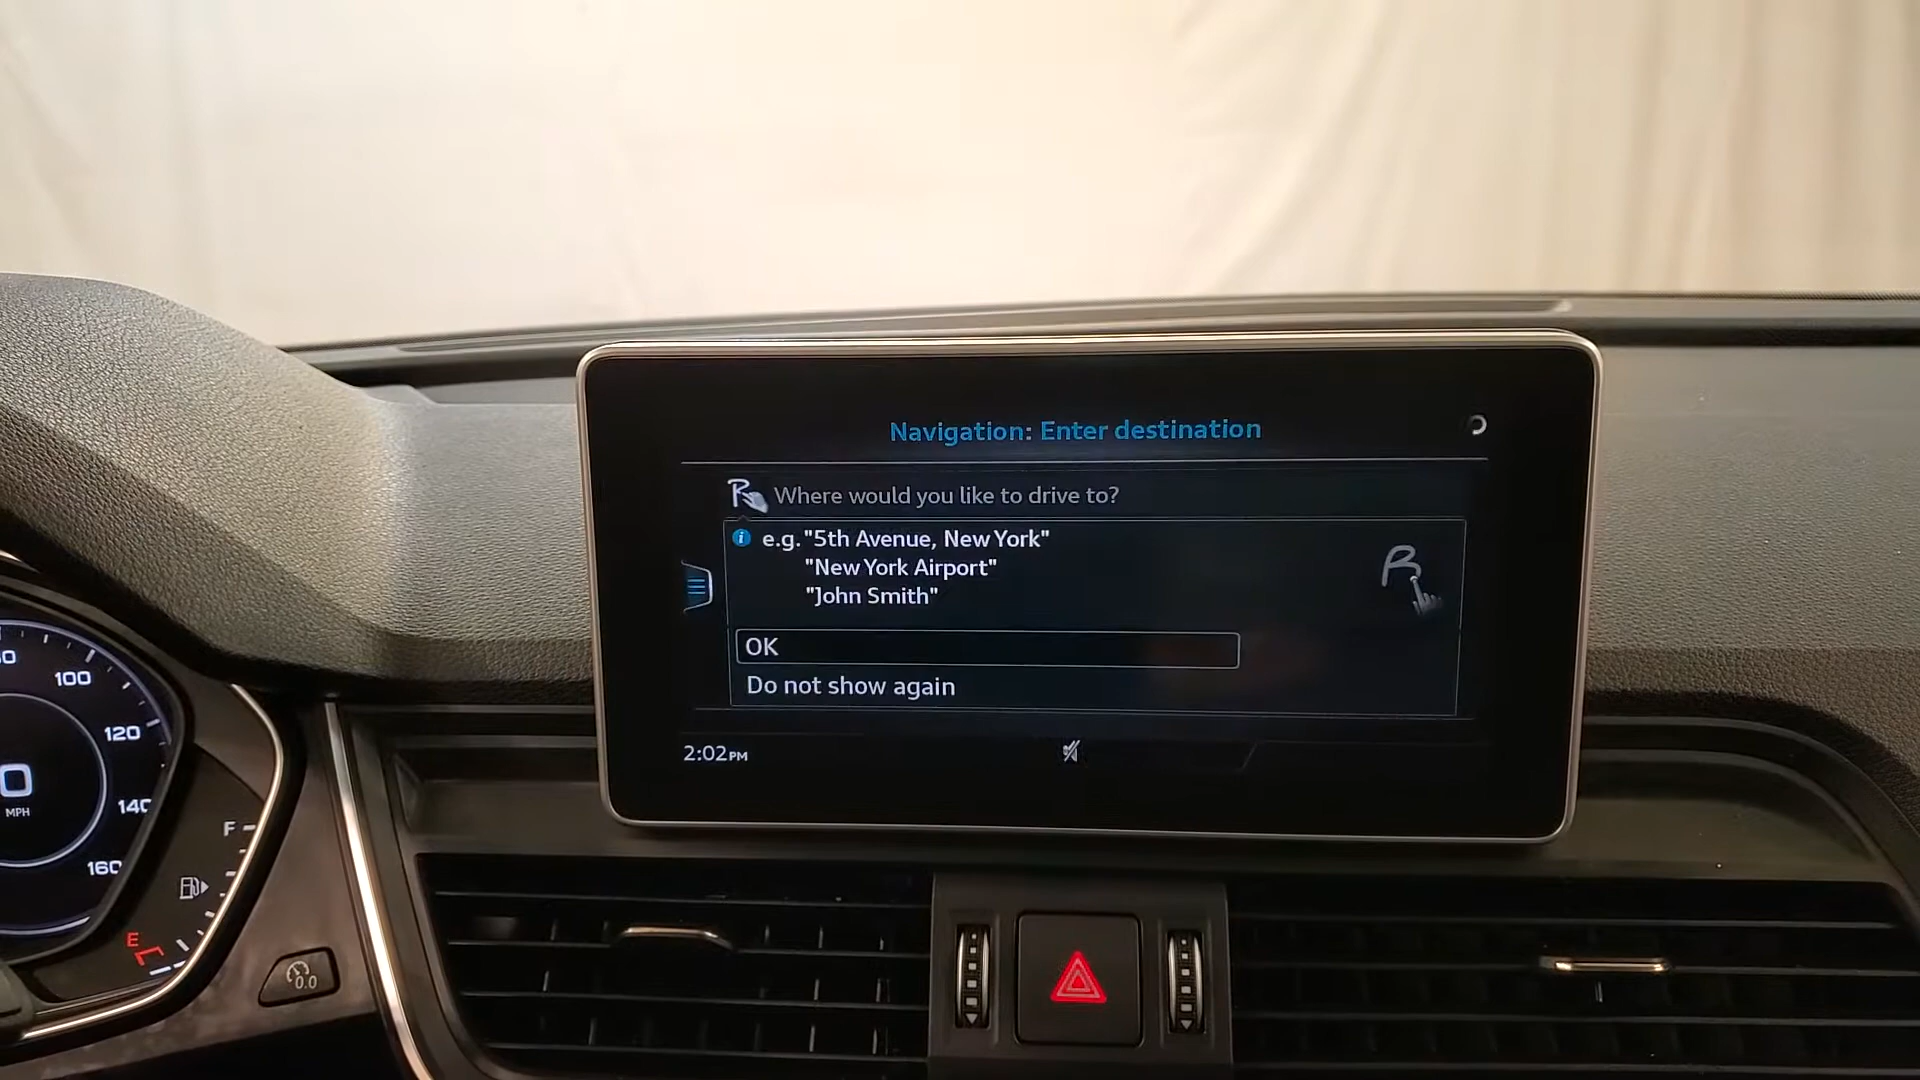 Navigation: Enter destination
Where would you like to drive to?
e.g. "5th Avenue, New York"
"New York Airport"
"John Smith"
OK
Do not show again
2:02PM
100
120
140
160
0
MPH
F
E
0.0